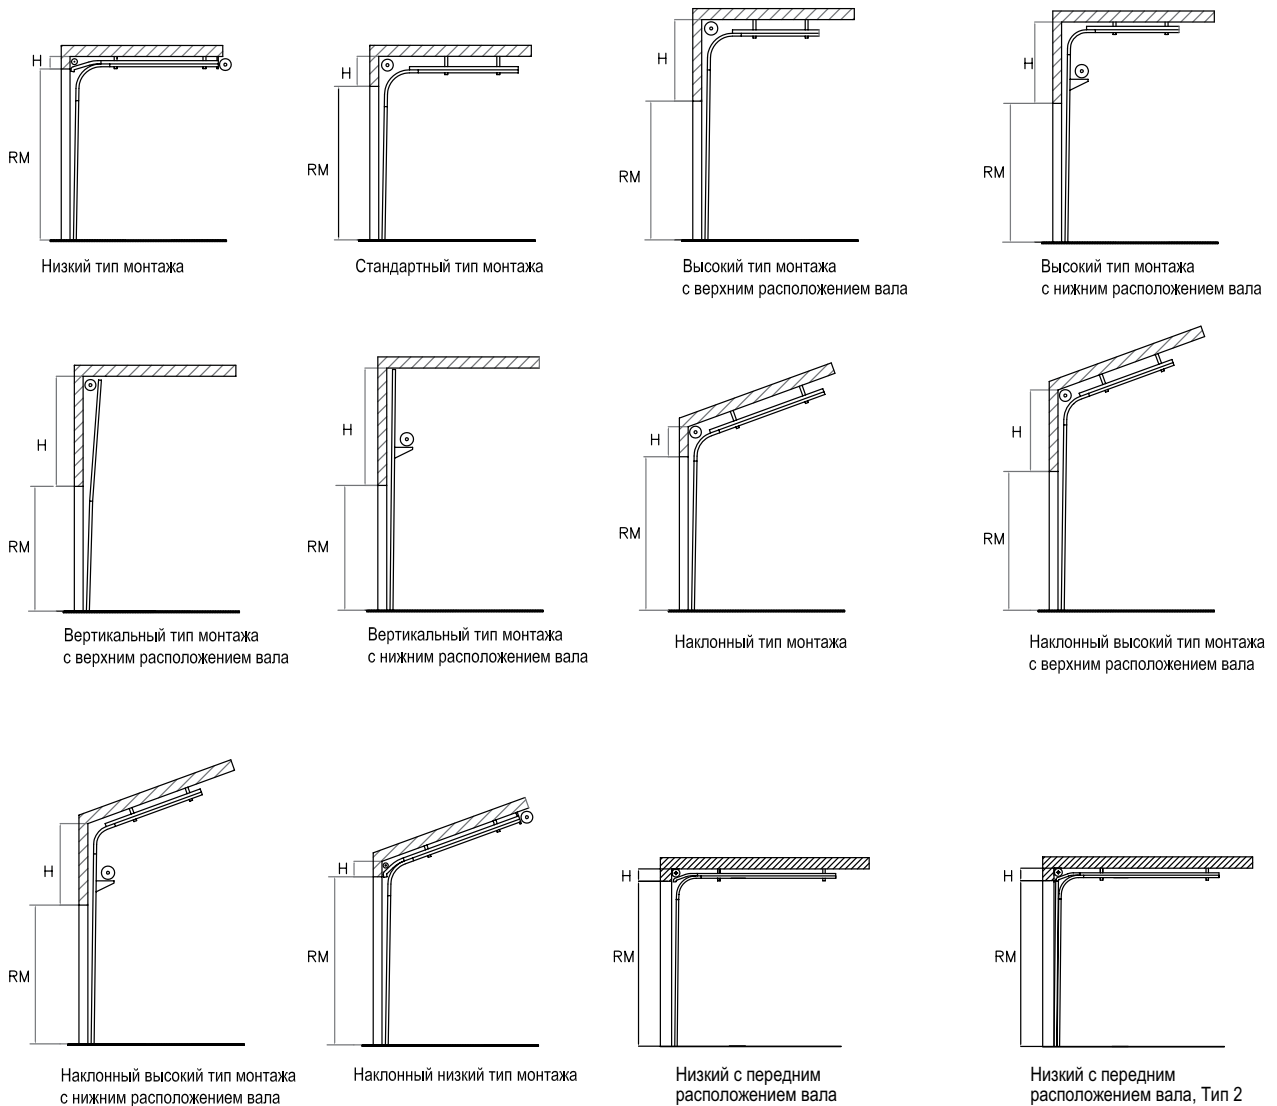 H
RM
Низкий тип монтажа
H
RM
Стандартный тип монтажа
H
RM
Высокий тип монтажа
с верхним расположением вала
H
RM
Высокий тип монтажа
с нижним расположением вала
H
RM
Вертикальный тип монтажа
с верхним расположением вала
H
RM
Вертикальный тип монтажа
с нижним расположением вала
H
RM
Наклонный тип монтажа
H
RM
Наклонный высокий тип монтажа
с верхним расположением вала
H
RM
Наклонный высокий тип монтажа
с нижним расположением вала
H
RM
Наклонный низкий тип монтажа
H
RM
Низкий с передним
расположением вала
H
RM
Низкий с передним
расположением вала, Тип 2